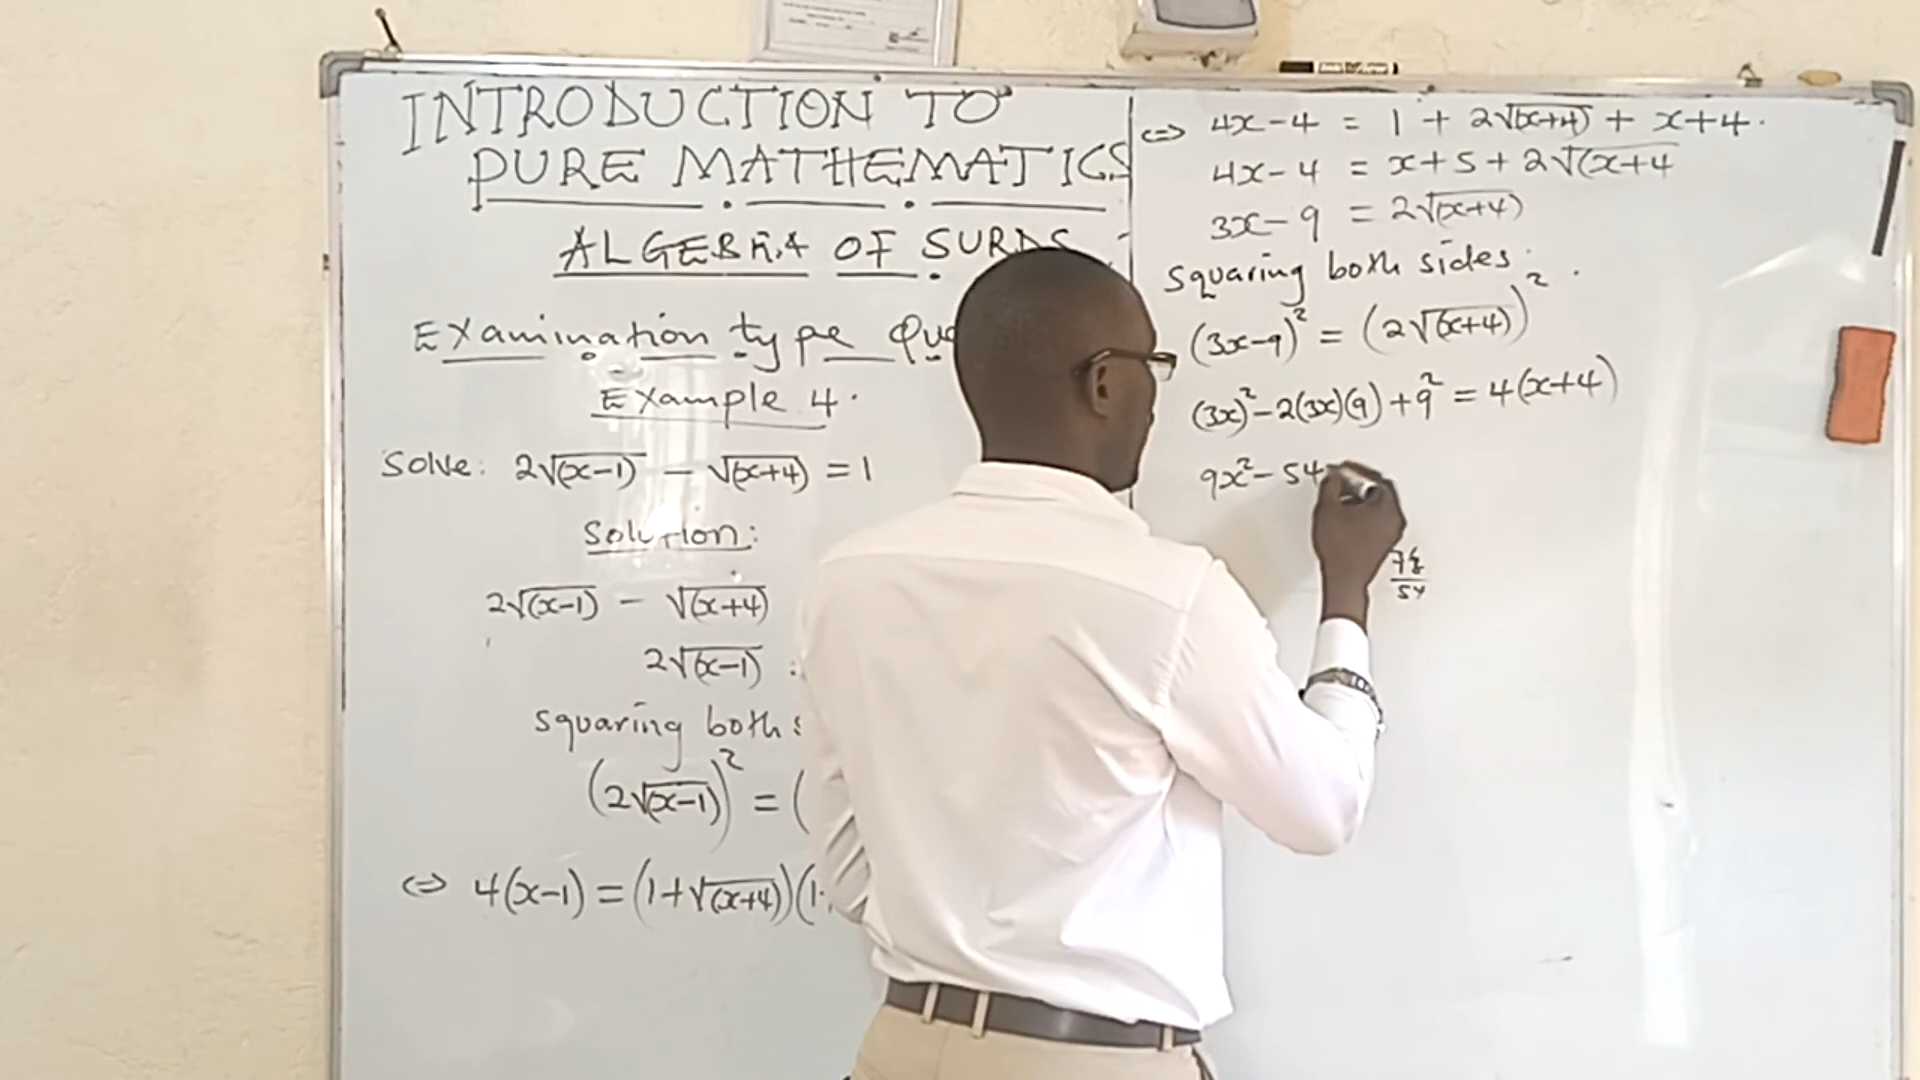 INTRODUCTION TO
PURE MATHEMATICS
ALGEBRA OF SURDS
Examination type
Example 4.
Solve: 2√(x-1) - √(x+4) = 1
Solution:
2√(x-1) - √(x+4)
2√(x-1)
squaring both
(2√(x-1))² = (
⇔ 4(x-1) = (1+√(x+4))(1
⇔ 4x-4 = 1 + 2√(x+4) + x+4.
4x-4 = x+5+2√(x+4
3x-9 = 2√(x+4)
squaring both sides.
(3x-9)² = (2√(x+4))²
(3x)²-2(3x)(9)+9² = 4(x+4)
9x²-54
54